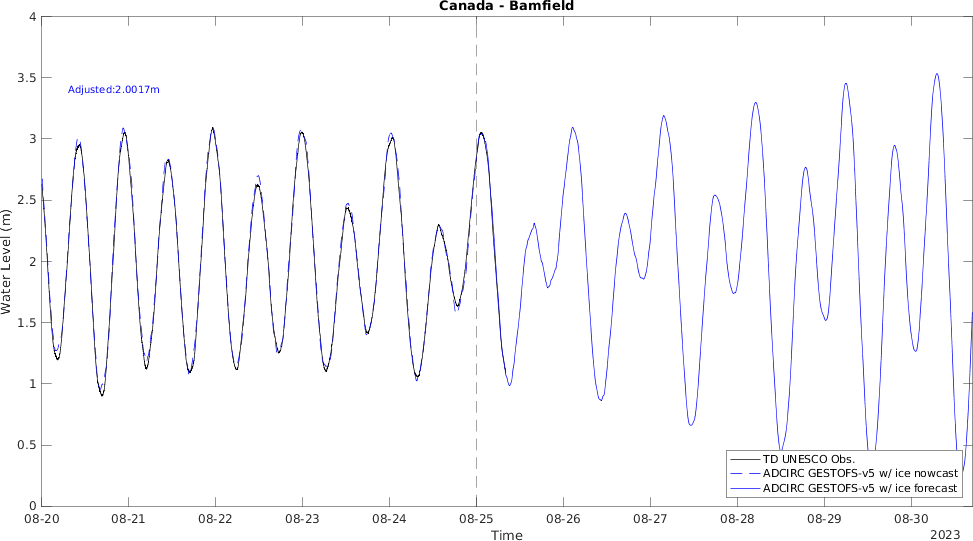 Canada - Bamfield
4
3.5
Adjusted:2.0017m
3
2.5
2
1.5
1
0.5
0
Water Level (m)
TD UNESCO Obs.
ADCIRC GESTOFS-v5 w/ ice nowcast
ADCIRC GESTOFS-v5 w/ ice forecast
08-20 08-21 08-22 08-23 08-24 08-25 08-26 08-27 08-28 08-29 08-30
Time
2023